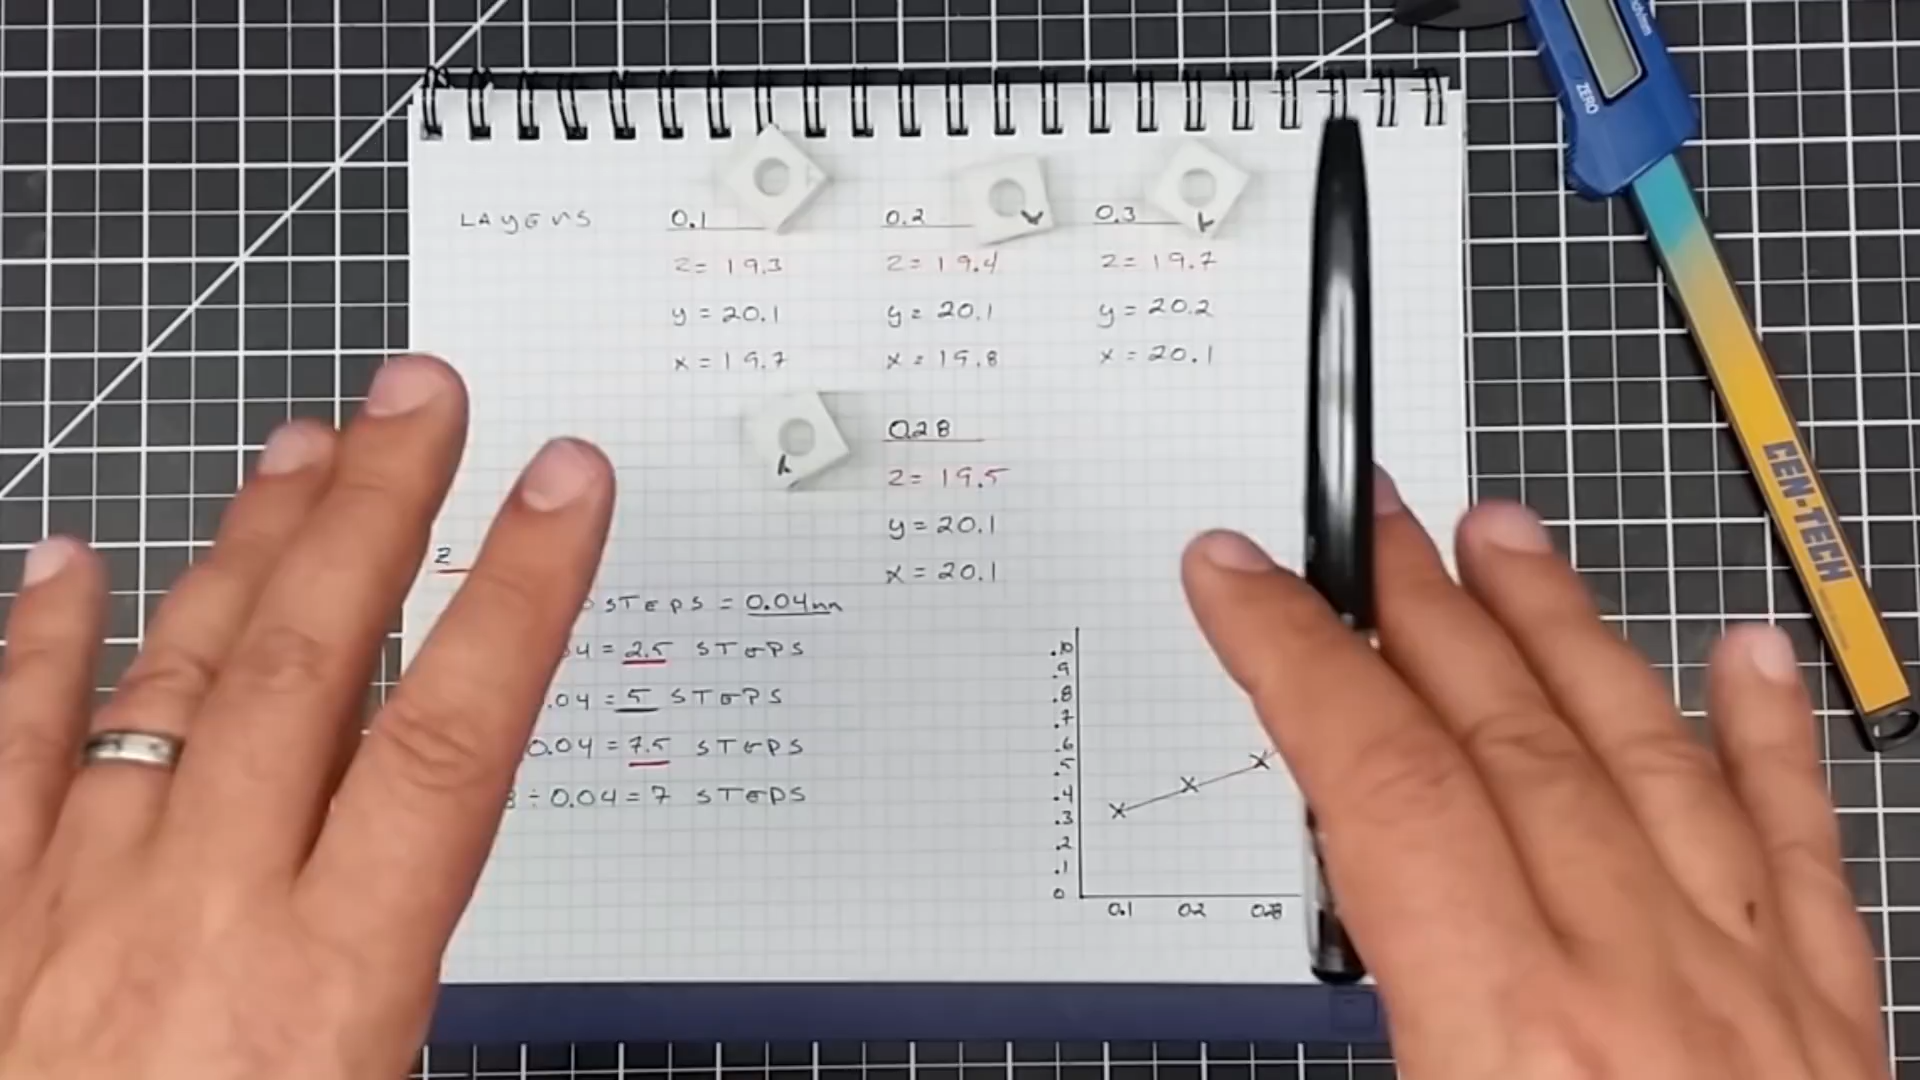 LAYERS 0.1 0.2 0.3
z = 19.3 z = 19.4 z = 19.7
y = 20.1 y = 20.1 y = 20.2
x = 19.7 x = 19.8 x = 20.1
0.28
z = 19.5
y = 20.1
x = 20.1
z
STEPS = 0.04mm
04 = 2.5 STEPS
.04 = 5 STEPS
0.04 = 7.5 STEPS
8 ÷ 0.04 = 7 STEPS
.10
.9
.8
.7
.6
.5
.4
.3
.2
.1
0
0.1 0.2 0.28
ZERO
CEN-TECH